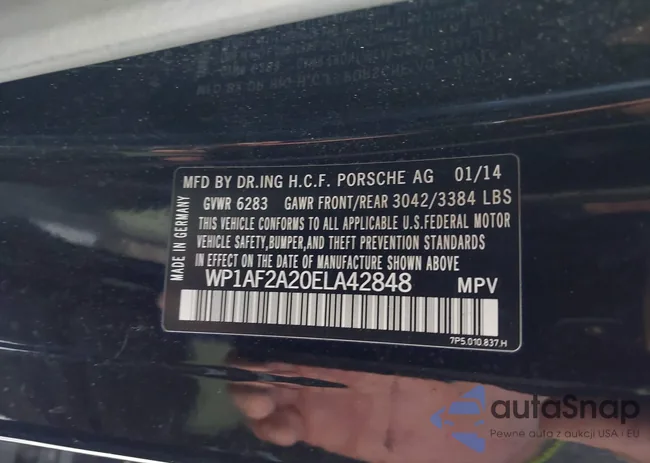 MFD BY DR.ING H.C.F. PORSCHE AG 01/14
GVWR 6283 GAWR FRONT/REAR 3042/3384 LBS
THIS VEHICLE CONFORMS TO ALL APPLICABLE U.S.FEDERAL MOTOR
VEHICLE SAFETY,BUMPER,AND THEFT PREVENTION STANDARDS
IN EFFECT ON THE DATE OF MANUFACTURE SHOWN ABOVE
WP1AF2A20ELA42848 MPV
7P5.010.837.H
MADE IN GERMANY
autoSnap
Pewne auta z aukcji USA i EU